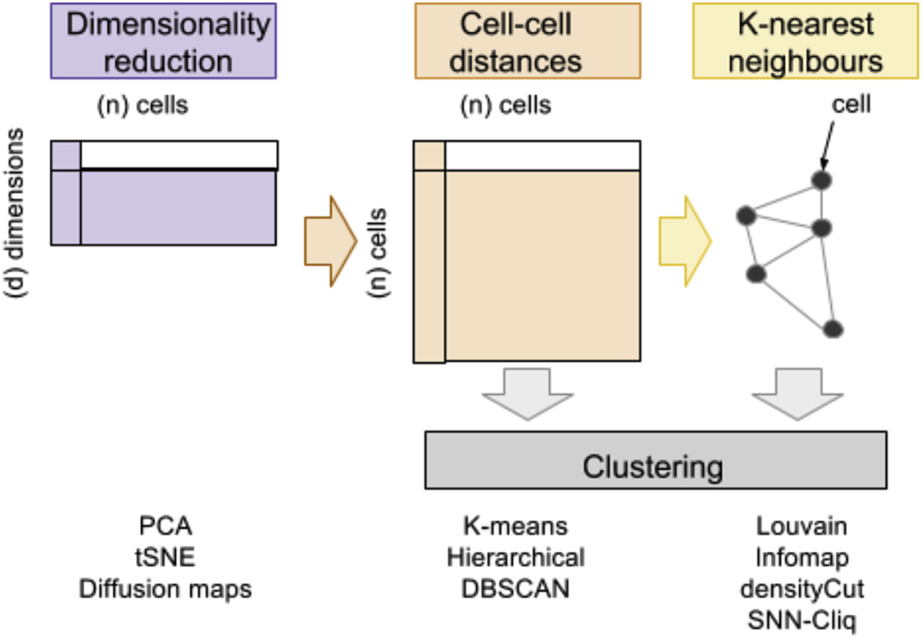 Dimensionality
reduction
Cell-cell
distances
K-nearest
neighbours
(n) cells
(n) cells
cell
(d) dimensions
(n) cells
Clustering
PCA
tSNE
Diffusion maps
K-means
Hierarchical
DBSCAN
Louvain
Infomap
densityCut
SNN-Cliq